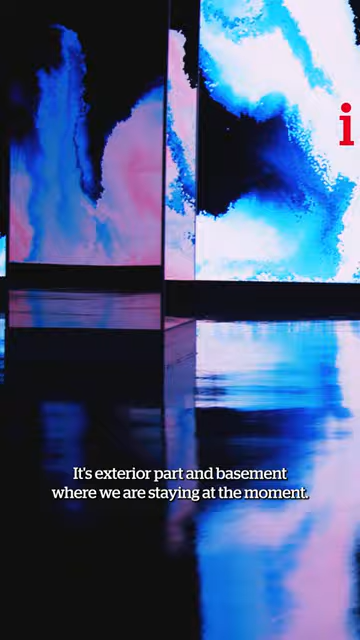 i
It's exterior part and basement
where we are staying at the moment.